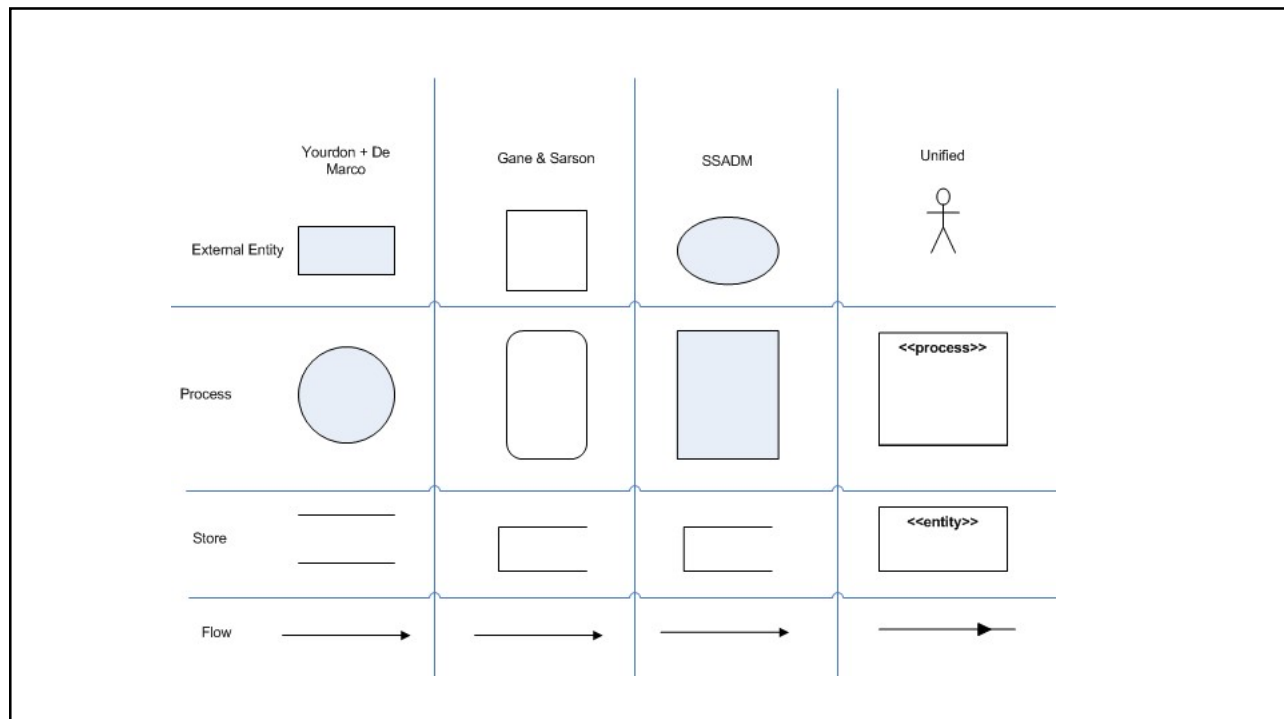 Yourdon + De
Marco
Gane & Sarson
SSADM
Unified
External Entity
Process
<<process>>
Store
<<entity>>
Flow